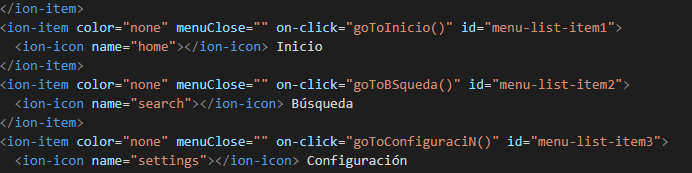 </ion-item>
<ion-item color="none" menuClose="" on-click="goToInicio()" id="menu-list-item1">
<ion-icon name="home"></ion-icon> Inicio
</ion-item>
<ion-item color="none" menuClose="" on-click="goToBSqueda()" id="menu-list-item2">
<ion-icon name="search"></ion-icon> Búsqueda
</ion-item>
<ion-item color="none" menuClose="" on-click="goToConfiguraciN()" id="menu-list-item3">
<ion-icon name="settings"></ion-icon> Configuración